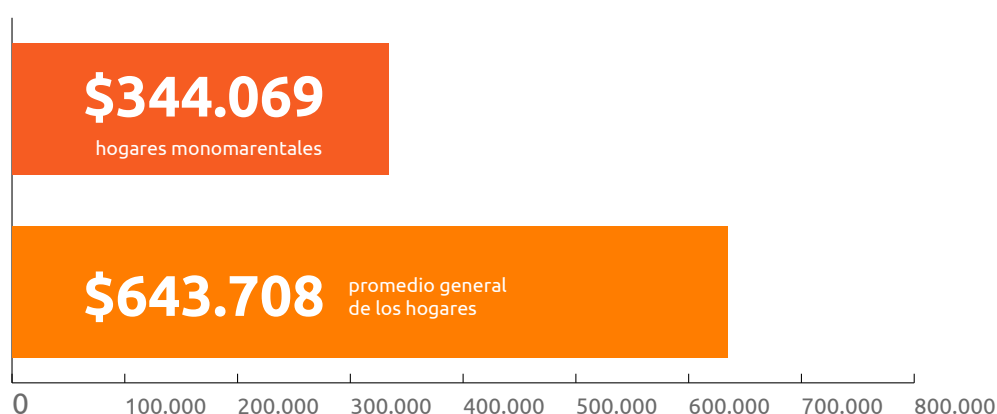 $344.069
hogares monomarentales
$643.708
promedio general
de los hogares
0 100.000 200.000 300.000 400.000 500.000 600.000 700.000 800.000